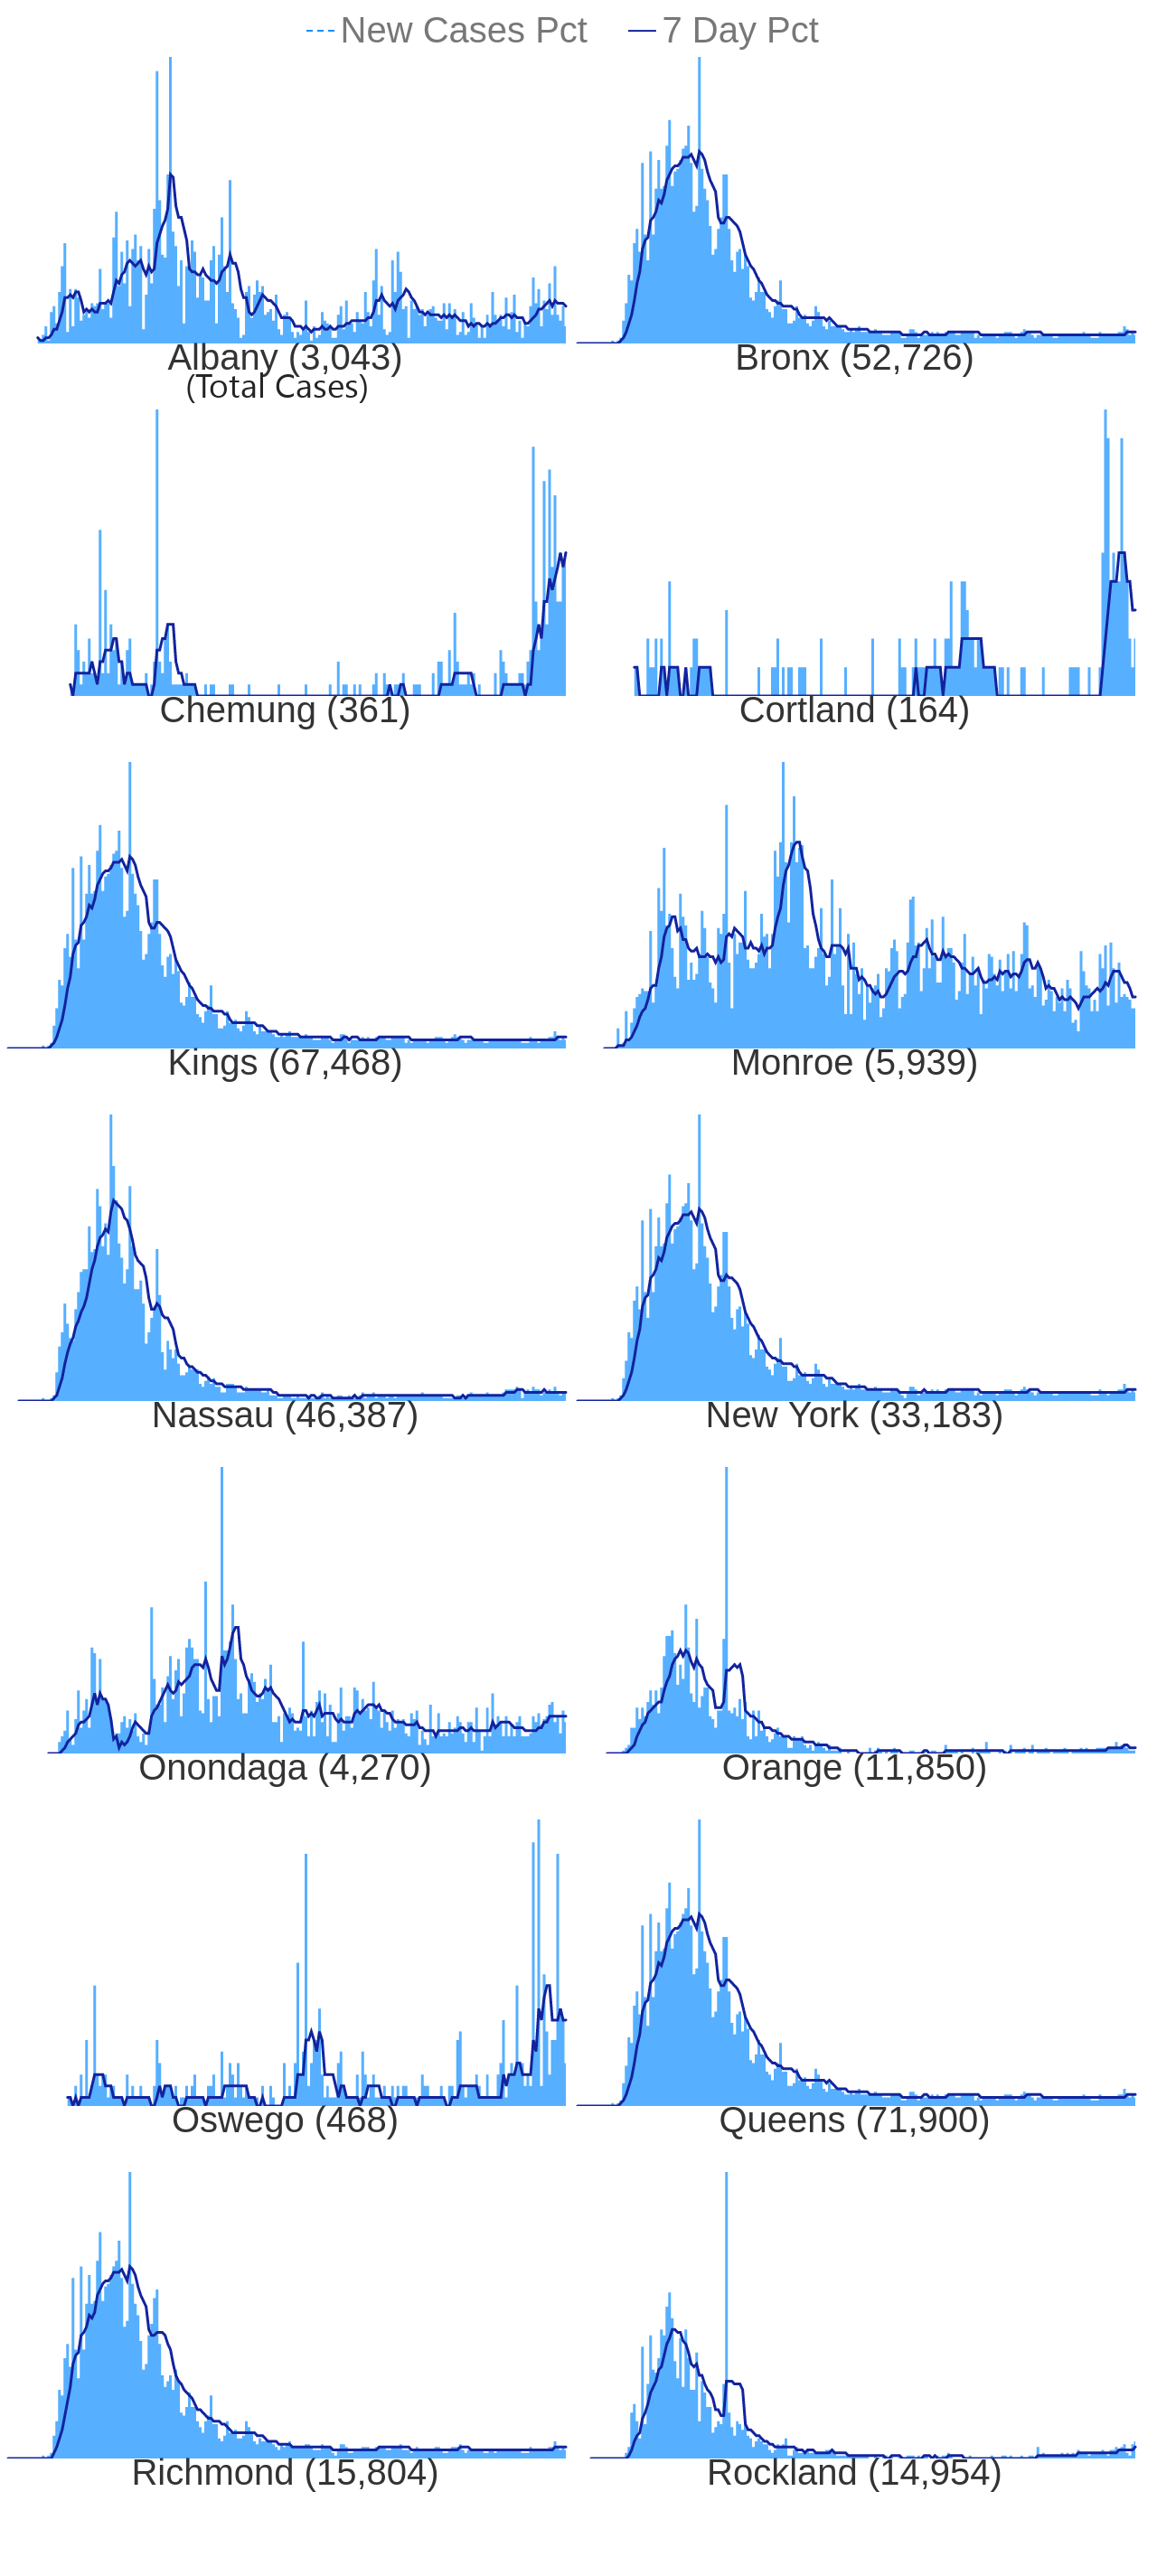 New Cases Pct 7 Day Pct
Albany (3,043) Bronx (52,726)
(Total Cases)
Chemung (361) Cortland (164)
Kings (67,468) Monroe (5,939)
Nassau (46,387) New York (33,183)
Onondaga (4,270) Orange (11,850)
Oswego (468) Queens (71,900)
Richmond (15,804) Rockland (14,954)